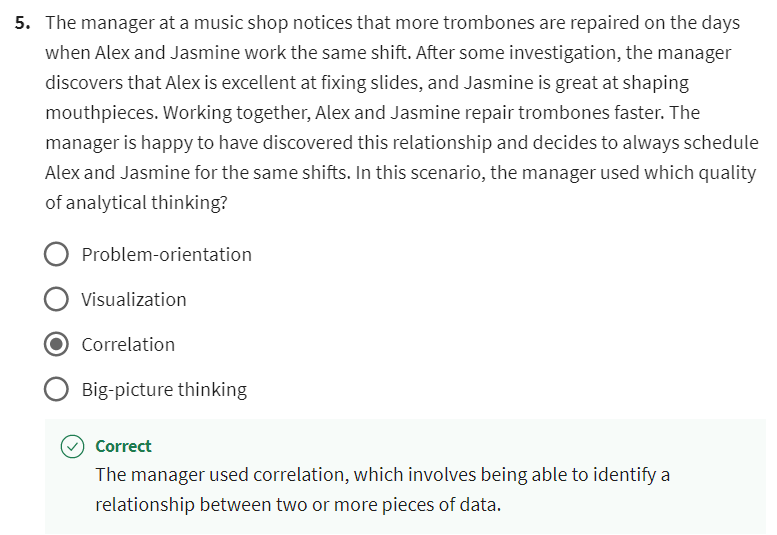 5. The manager at a music shop notices that more trombones are repaired on the days
when Alex and Jasmine work the same shift. After some investigation, the manager
discovers that Alex is excellent at fixing slides, and Jasmine is great at shaping
mouthpieces. Working together, Alex and Jasmine repair trombones faster. The
manager is happy to have discovered this relationship and decides to always schedule
Alex and Jasmine for the same shifts. In this scenario, the manager used which quality
of analytical thinking?
Problem-orientation
Visualization
Correlation
Big-picture thinking
Correct
The manager used correlation, which involves being able to identify a
relationship between two or more pieces of data.